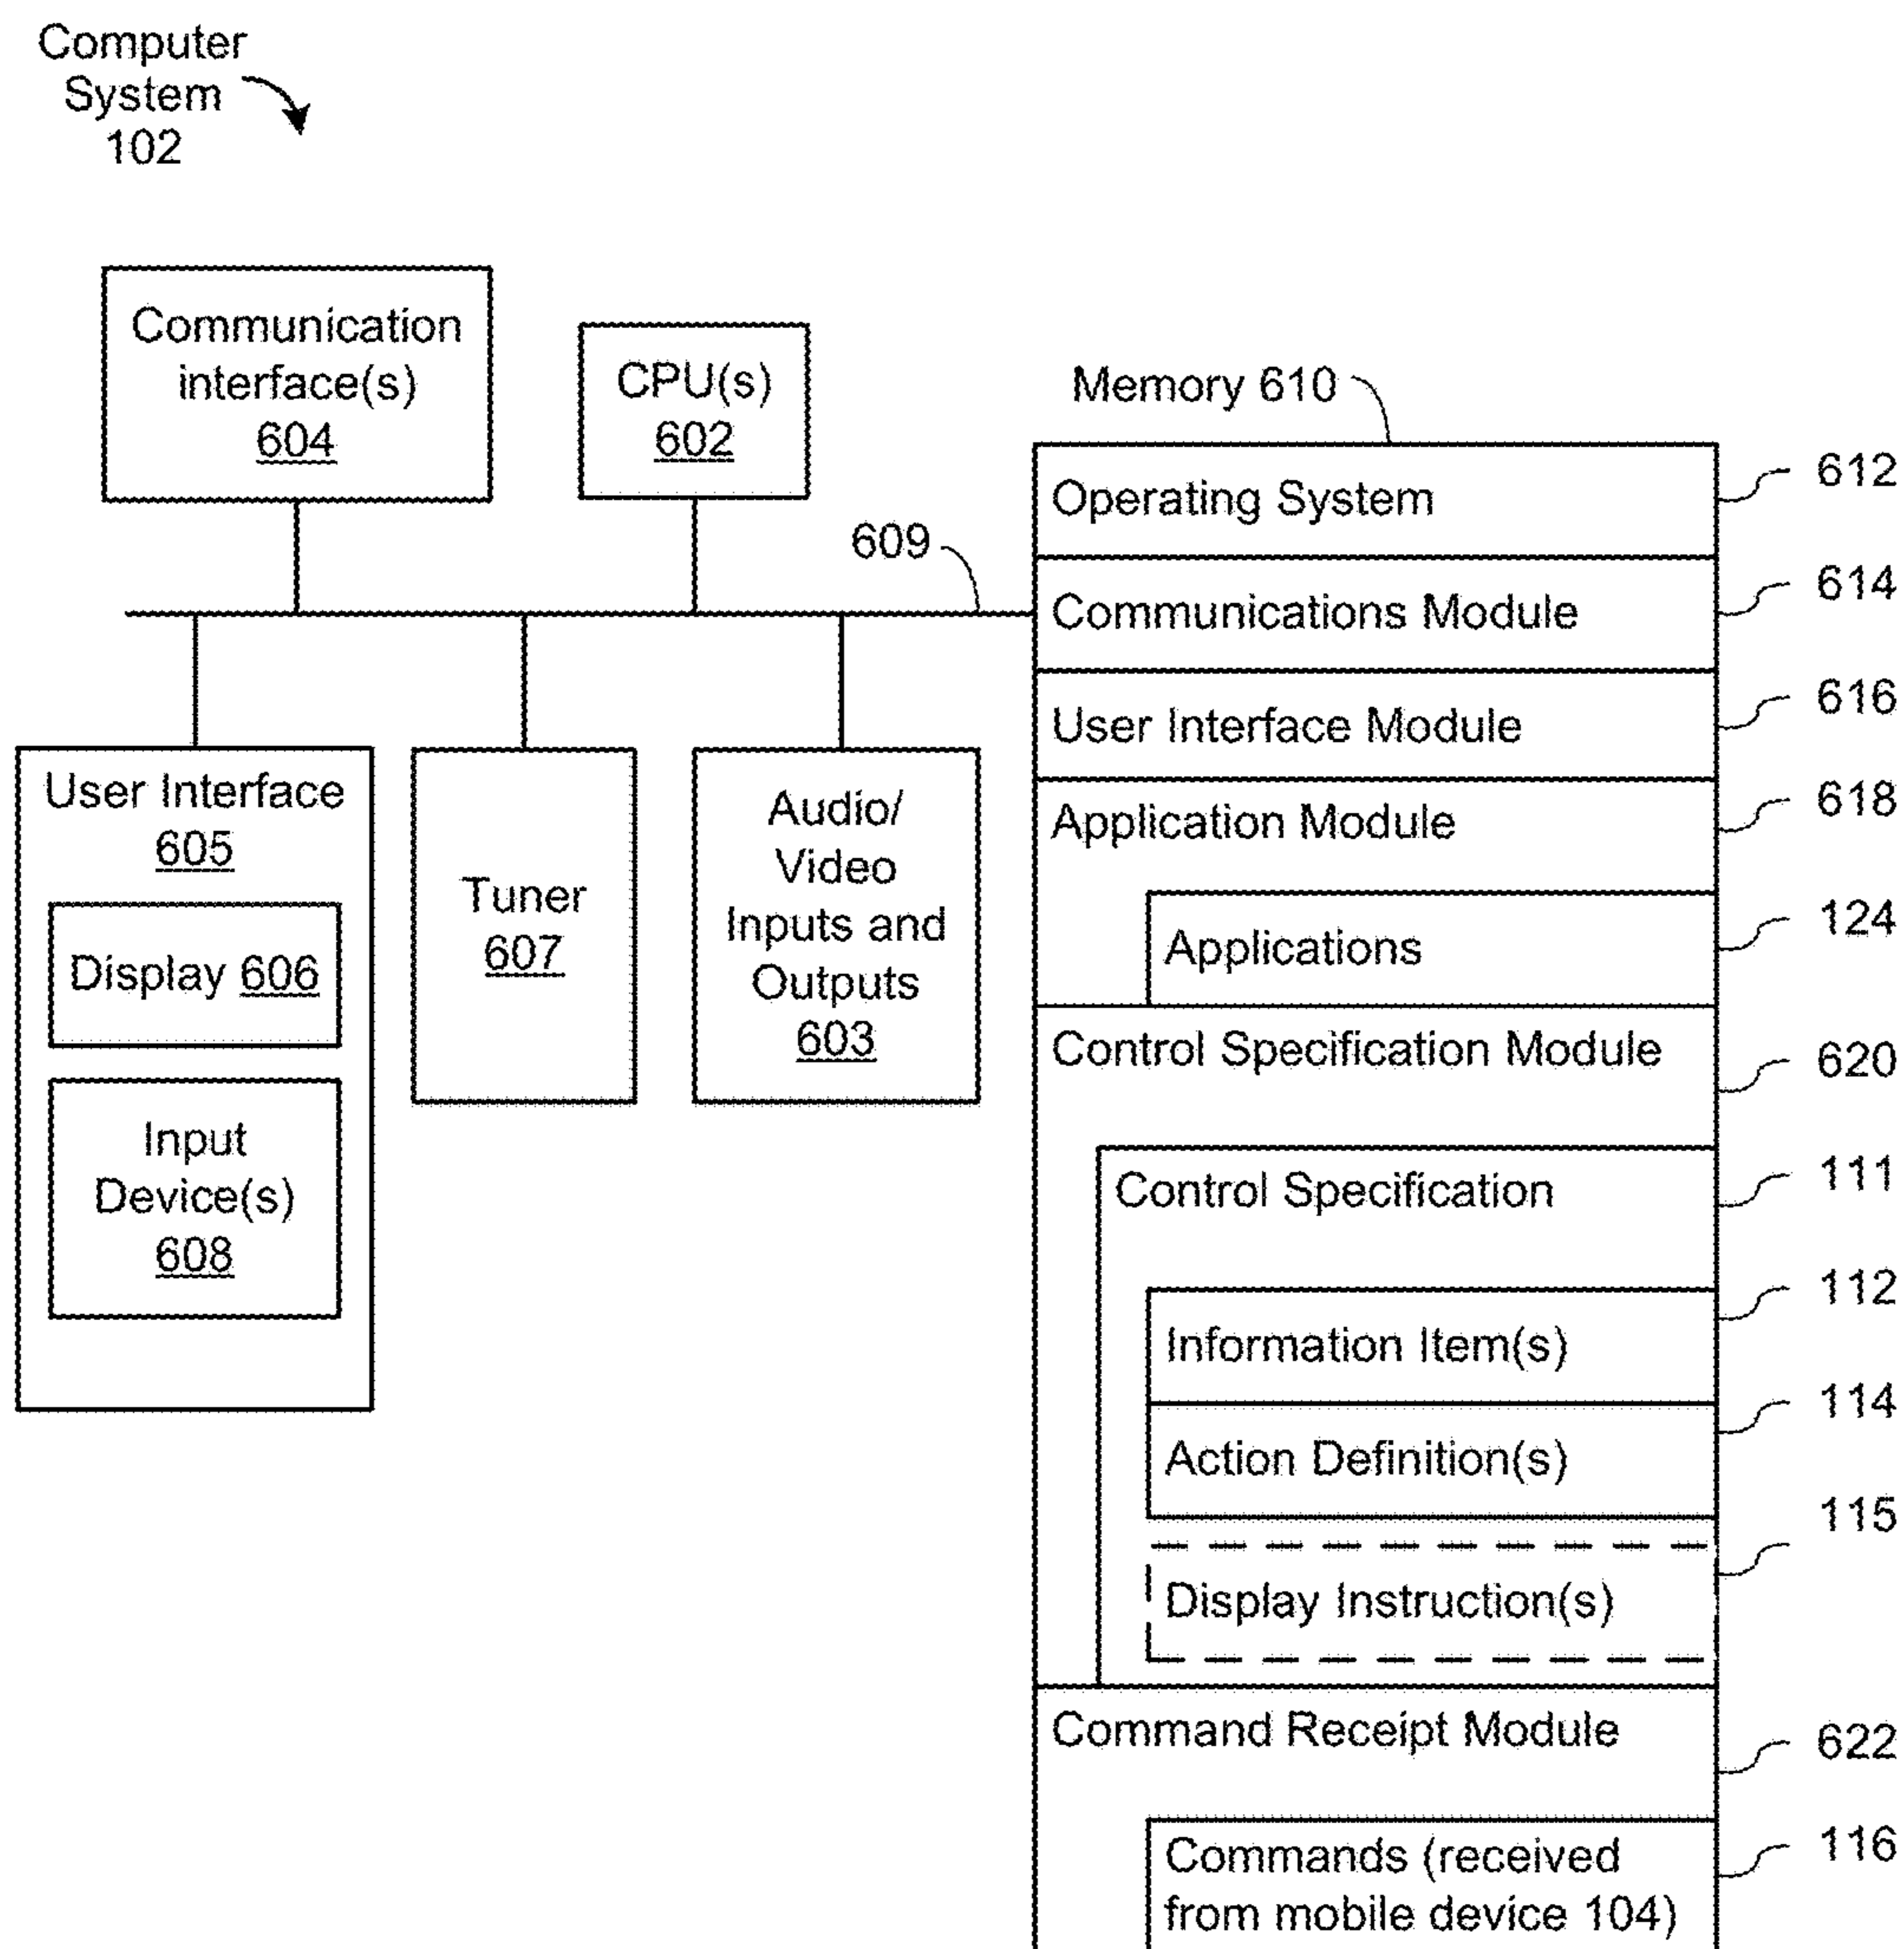 Computer
System
102
Communication
interface(s)
604
CPU(s)
602
609
User Interface
605
Display 606
Input
Device(s)
608
Tuner
607
Audio/
Video
Inputs and
Outputs
603
Memory 610
Operating System
612
Communications Module
614
User Interface Module
616
Application Module
618
Applications
124
Control Specification Module
620
Control Specification
111
Information Item(s)
112
Action Definition(s)
114
Display Instruction(s)
115
Command Receipt Module
622
Commands (received
from mobile device 104)
116